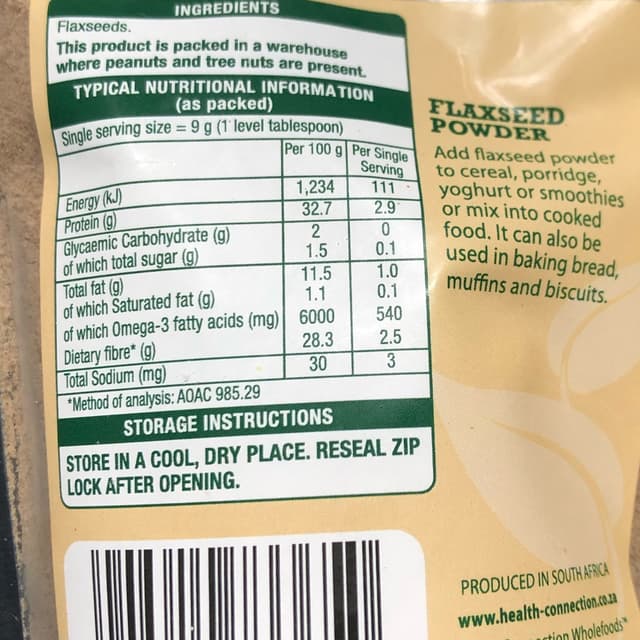 INGREDIENTS
Flaxseeds.
This product is packed in a warehouse
where peanuts and tree nuts are present.
TYPICAL NUTRITIONAL INFORMATION
(as packed)
Single serving size = 9 g (1 level tablespoon)
Per 100 g Per Single Serving
Energy (kJ) 1,234 111
Protein (g) 32.7 2.9
Glycaemic Carbohydrate (g) 2 0
of which total sugar (g) 1.5 0.1
Total fat (g) 11.5 1.0
of which Saturated fat (g) 1.1 0.1
of which Omega-3 fatty acids (mg) 6000 540
Dietary fibre* (g) 28.3 2.5
Total Sodium (mg) 30 3
*Method of analysis: AOAC 985.29
STORAGE INSTRUCTIONS
STORE IN A COOL, DRY PLACE. RESEAL ZIP
LOCK AFTER OPENING.
FLAXSEED
POWDER
Add flaxseed powder
to cereal, porridge,
yoghurt or smoothies
or mix into cooked
food. It can also be
used in baking bread,
muffins and biscuits.
PRODUCED IN SOUTH AFRICA
www.health-connection.co.za
Wholefoods